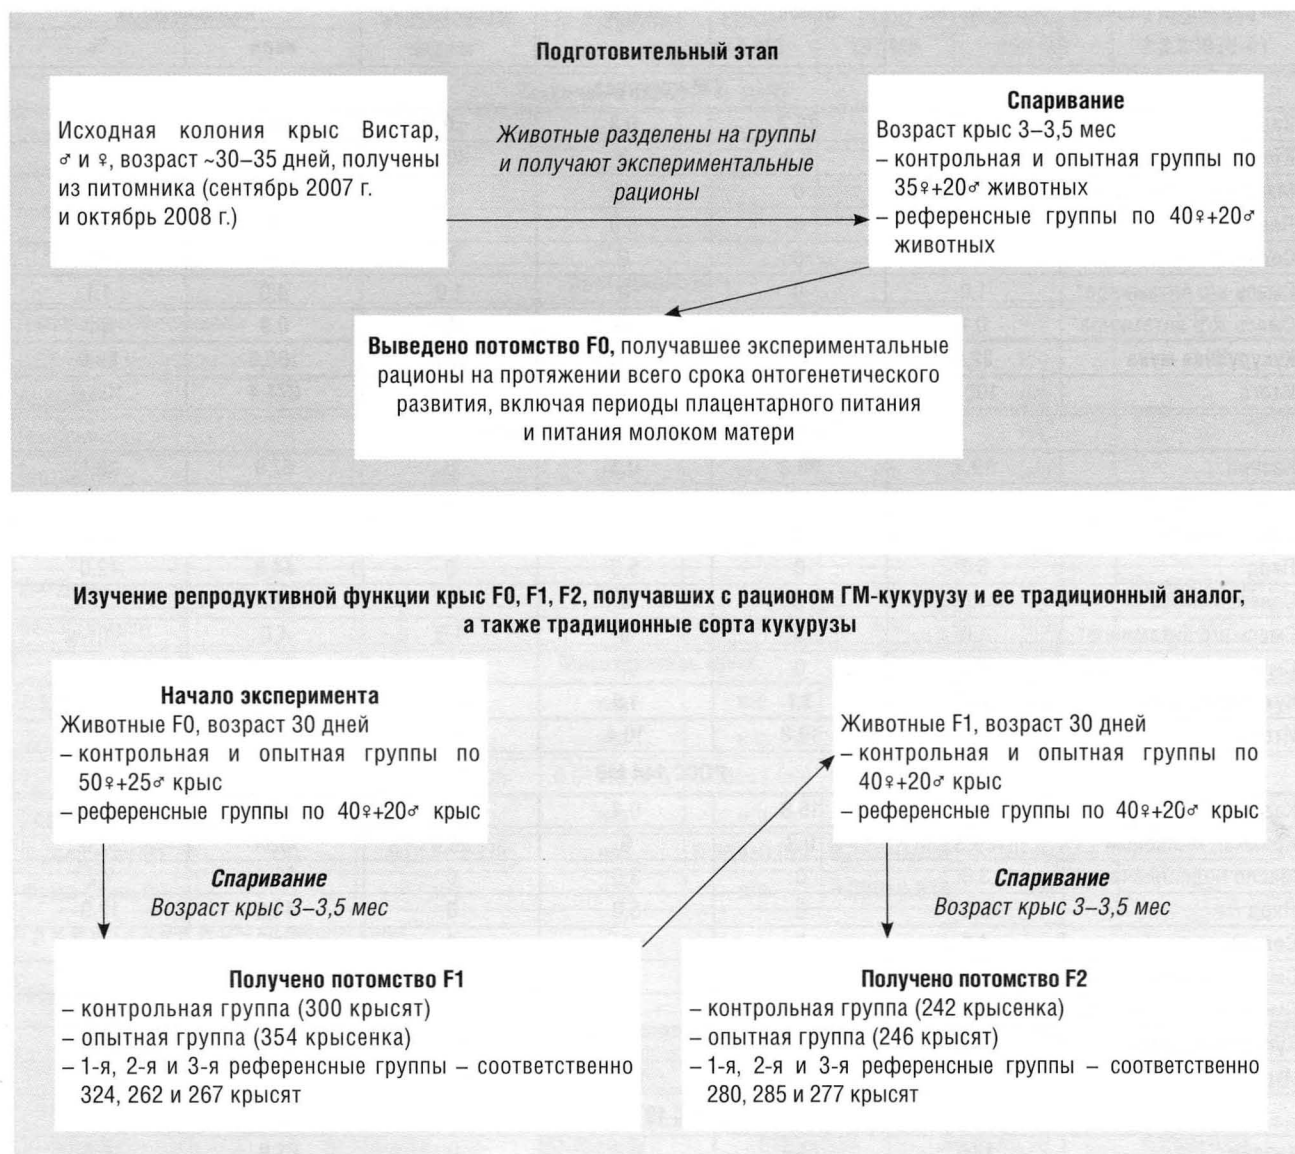 Подготовительный этап
Исходная колония крыс Вистар,
♂ и ♀, возраст ~30–35 дней, получены
из питомника (сентябрь 2007 г.
и октябрь 2008 г.)
Животные разделены на группы
и получают экспериментальные
рационы
Спаривание
Возраст крыс 3–3,5 мес
– контрольная и опытная группы по
35♀+20♂ животных
– референсные группы по 40♀+20♂
животных
Выведено потомство F0, получавшее экспериментальные
рационы на протяжении всего срока онтогенетического
развития, включая периоды плацентарного питания
и питания молоком матери
Изучение репродуктивной функции крыс F0, F1, F2, получавших с рационом ГМ-кукурузу и ее традиционный аналог,
а также традиционные сорта кукурузы
Начало эксперимента
Животные F0, возраст 30 дней
– контрольная и опытная группы по
50♀+25♂ крыс
– референсные группы по 40♀+20♂ крыс
Спаривание
Возраст крыс 3–3,5 мес
Получено потомство F1
– контрольная группа (300 крысят)
– опытная группа (354 крысенка)
– 1-я, 2-я и 3-я референсные группы – соответственно
324, 262 и 267 крысят
Животные F1, возраст 30 дней
– контрольная и опытная группы по
40♀+20♂ крыс
– референсные группы по 40♀+20♂ крыс
Спаривание
Возраст крыс 3–3,5 мес
Получено потомство F2
– контрольная группа (242 крысенка)
– опытная группа (246 крысят)
– 1-я, 2-я и 3-я референсные группы – соответственно
280, 285 и 277 крысят